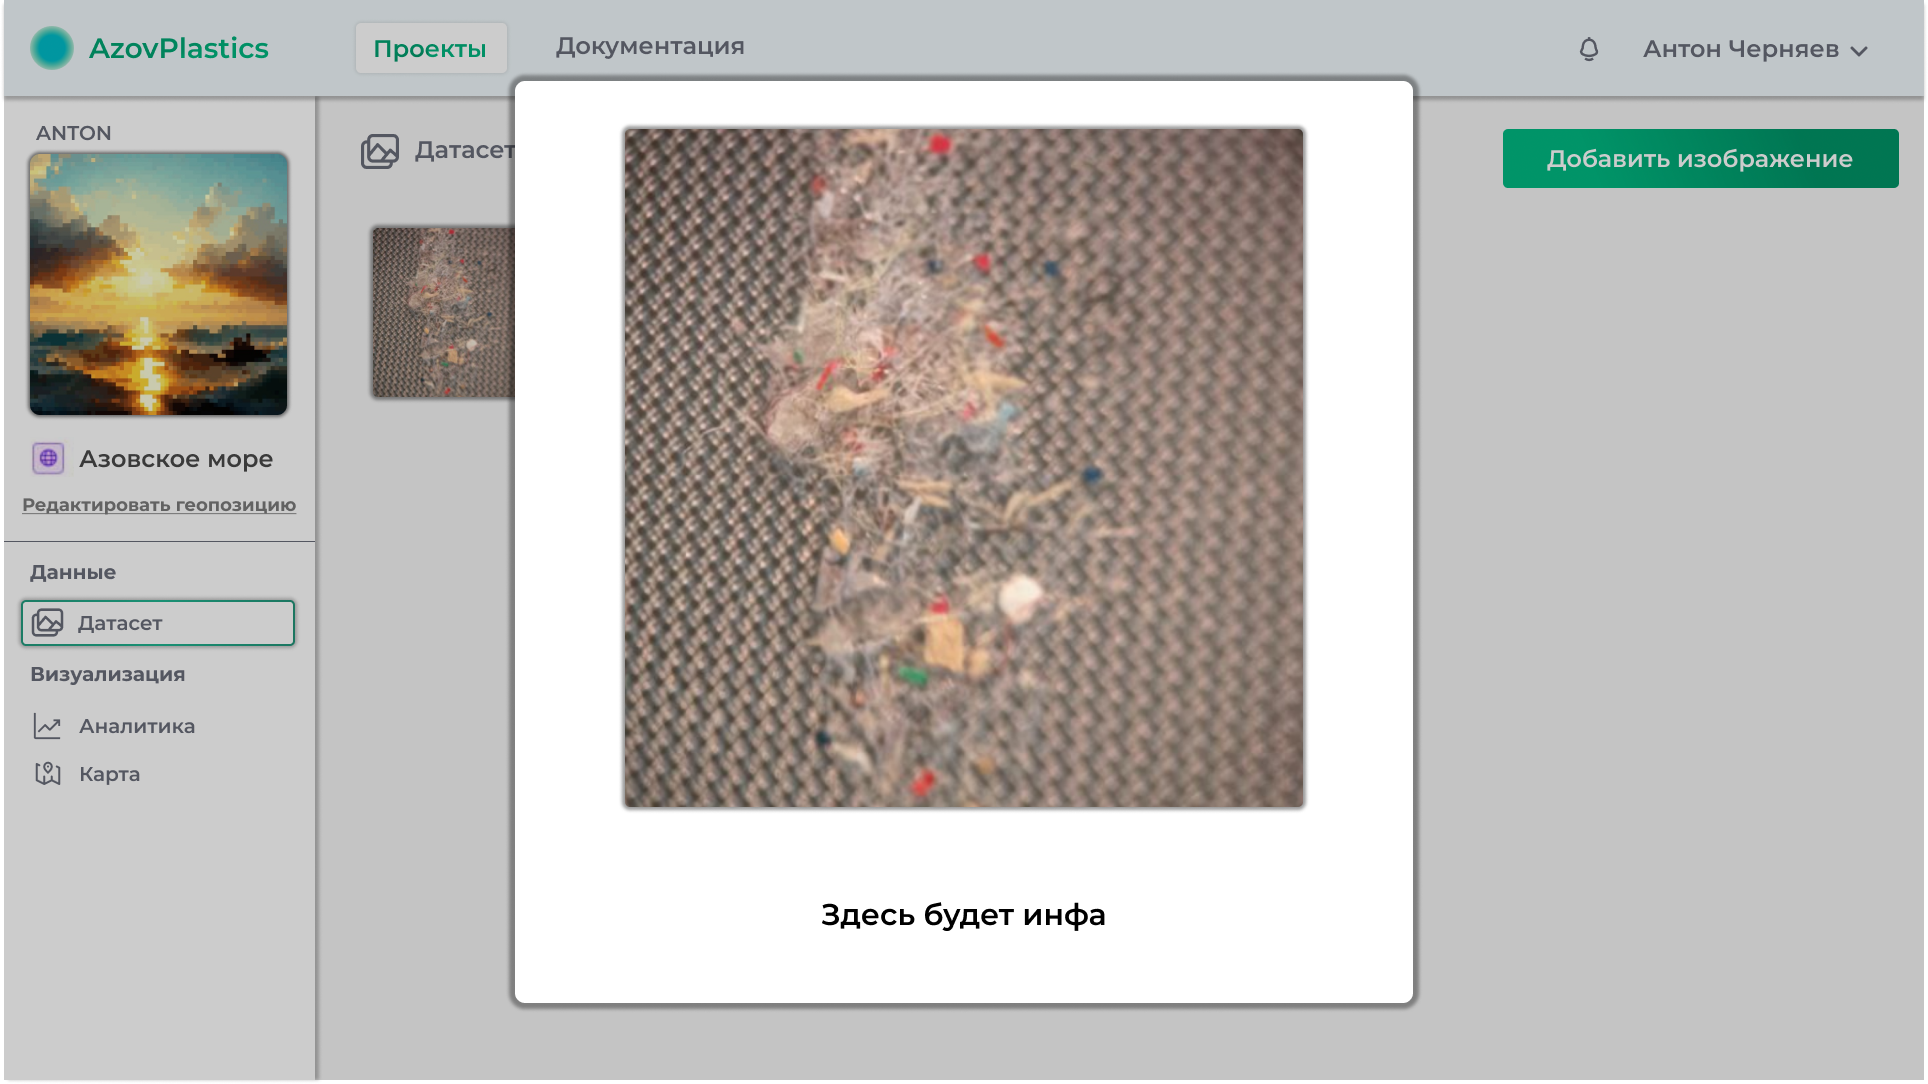 AzovPlastics
Проекты
Документация
Антон Черняев
ANTON
Азовское море
Редактировать геопозицию
Данные
Датасет
Визуализация
Аналитика
Карта
Датасет
Добавить изображение
Здесь будет инфа